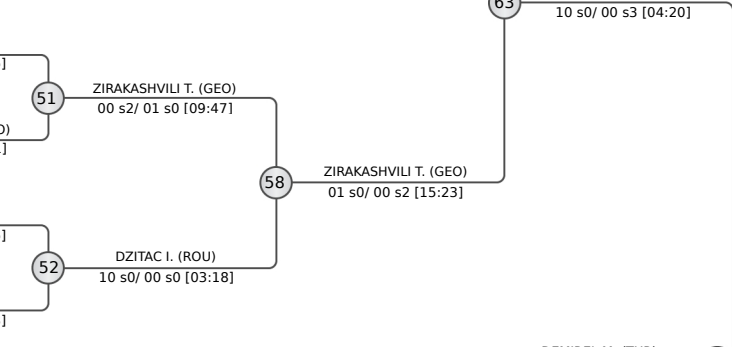 63
10 s0/ 00 s3 [04:20]
]
51
ZIRAKASHVILI T. (GEO)
00 s2/ 01 s0 [09:47]
]
58
ZIRAKASHVILI T. (GEO)
01 s0/ 00 s2 [15:23]
]
52
DZITAC I. (ROU)
10 s0/ 00 s0 [03:18]
]